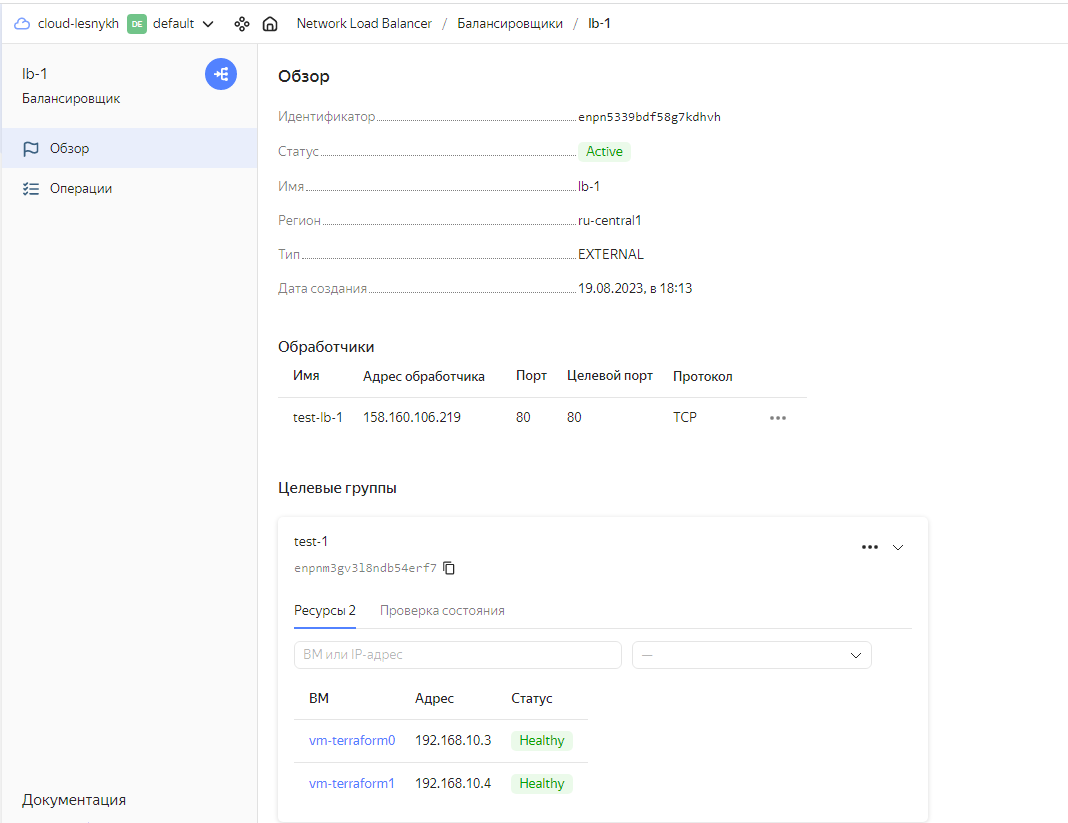 cloud-lesnykh DE default Network Load Balancer / Балансировщики / lb-1
lb-1
Балансировщик
Обзор
Операции
Документация
Обзор
Идентификатор enpn5339bdf58g7kdhvh
Статус Active
Имя lb-1
Регион ru-central1
Тип EXTERNAL
Дата создания 19.08.2023, в 18:13
Обработчики
Имя Адрес обработчика Порт Целевой порт Протокол
test-lb-1 158.160.106.219 80 80 TCP
Целевые группы
test-1
enpnm3gv3l8ndb54erf7
Ресурсы 2 Проверка состояния
ВМ или IP-адрес —
ВМ Адрес Статус
vm-terraform0 192.168.10.3 Healthy
vm-terraform1 192.168.10.4 Healthy